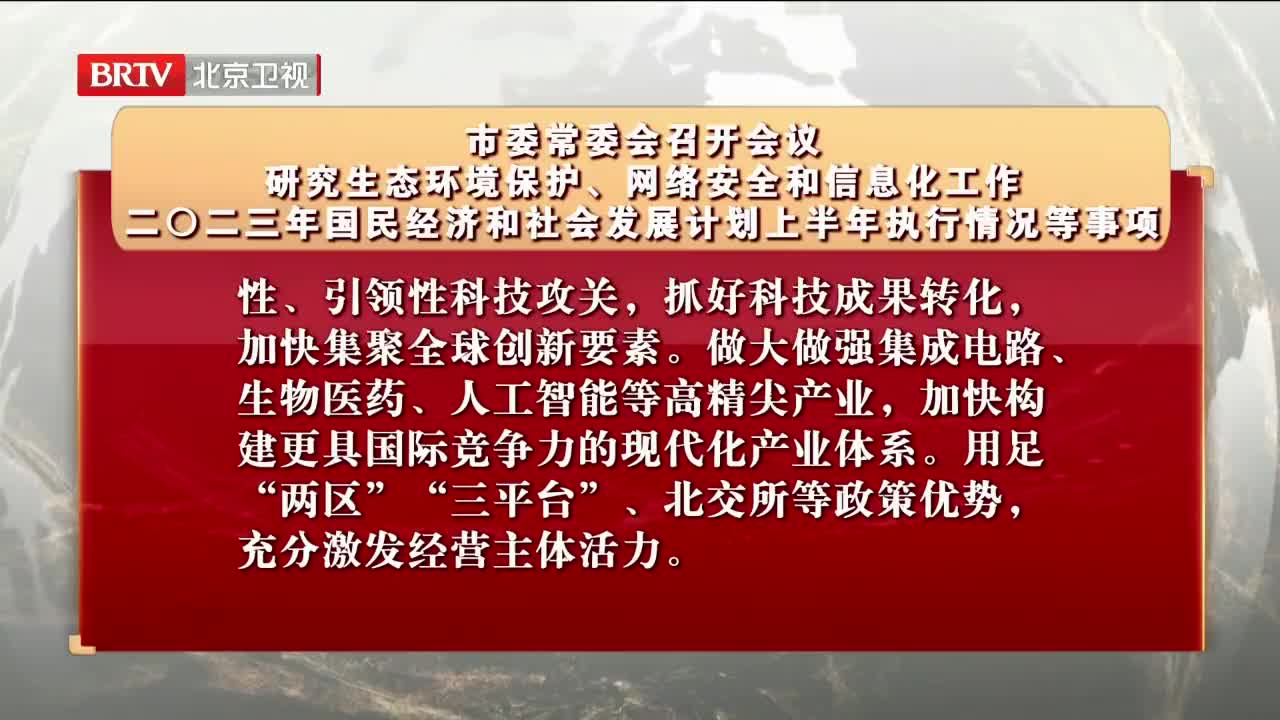 BRTV 北京卫视
市委常委会召开会议
研究生态环境保护、网络安全和信息化工作
二〇二三年国民经济和社会发展计划上半年执行情况等事项
性、引领性科技攻关，抓好科技成果转化，
加快集聚全球创新要素。做大做强集成电路、
生物医药、人工智能等高精尖产业，加快构
建更具国际竞争力的现代化产业体系。用足
“两区”“三平台”、北交所等政策优势，
充分激发经营主体活力。